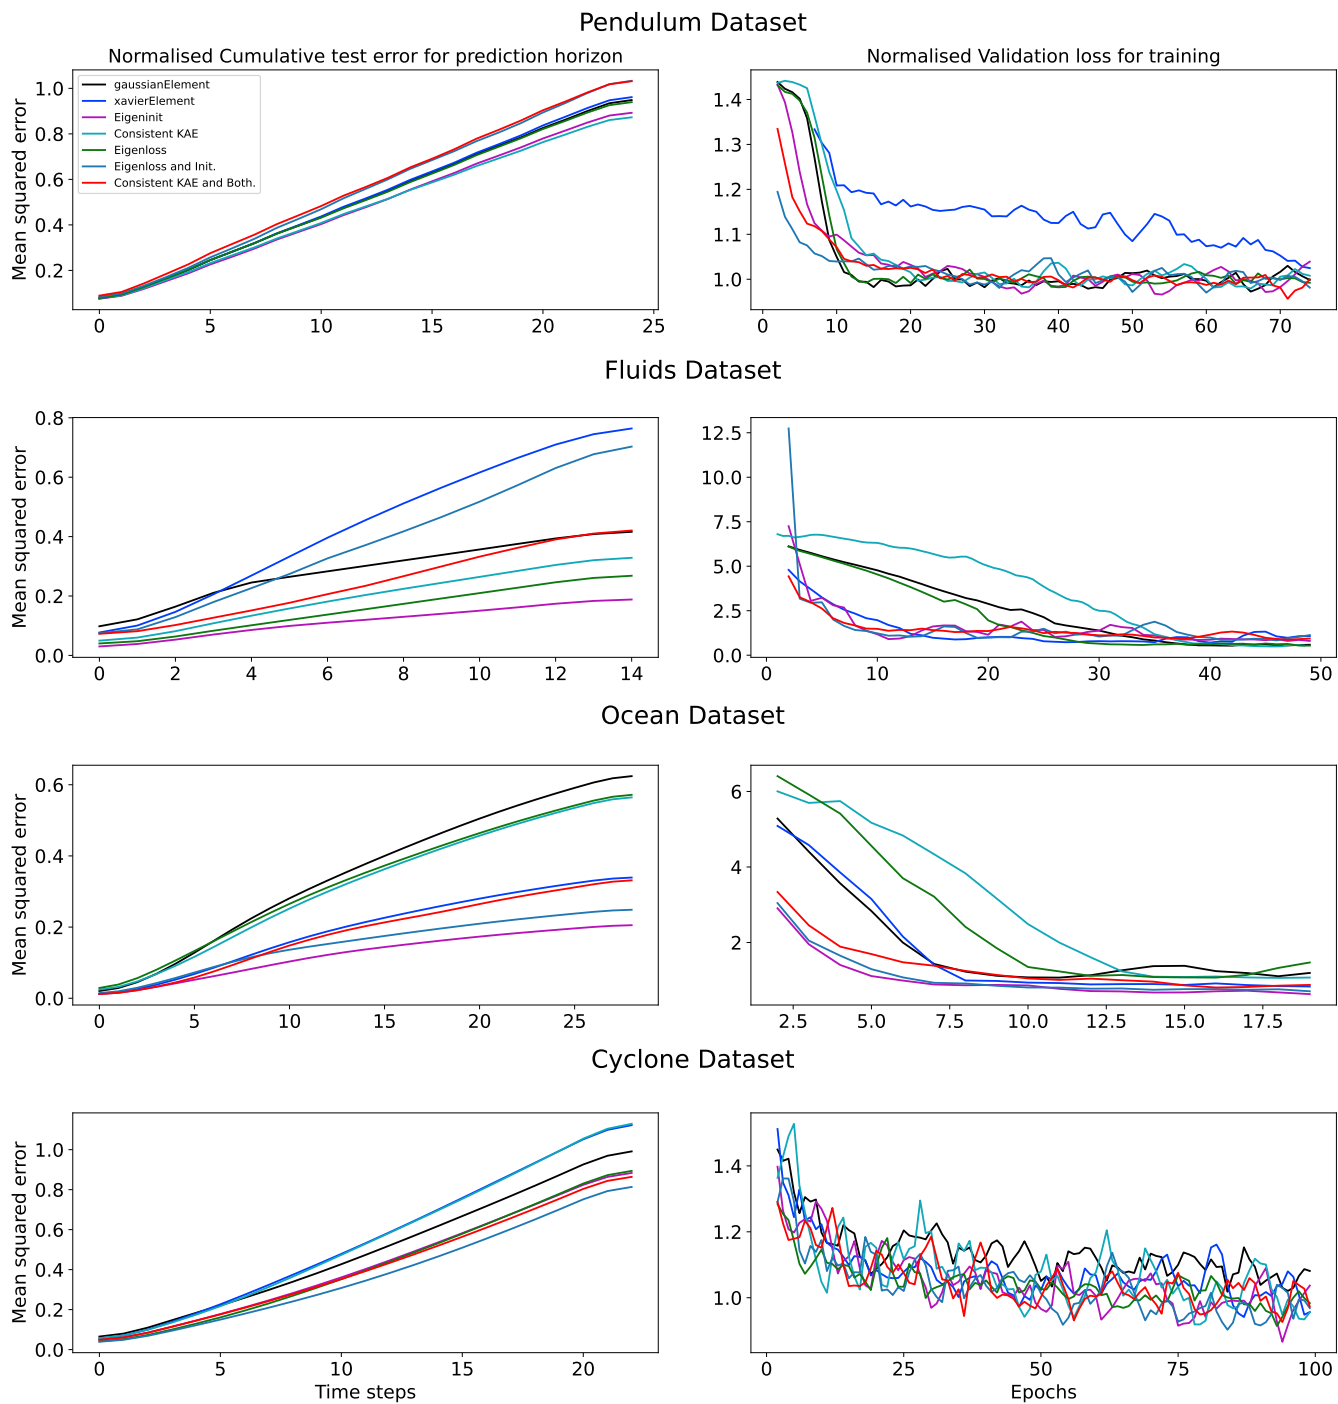 Pendulum Dataset
Normalised Cumulative test error for prediction horizon
Normalised Validation loss for training
Mean squared error
1.0
0.8
0.6
0.4
0.2
gaussianElement
xavierElement
Eigeninit
Consistent KAE
Eigenloss
Eigenloss and Init.
Consistent KAE and Both.
0 5 10 15 20 25
1.4
1.3
1.2
1.1
1.0
0 10 20 30 40 50 60 70
Fluids Dataset
Mean squared error
0.8
0.6
0.4
0.2
0.0
0 2 4 6 8 10 12 14
12.5
10.0
7.5
5.0
2.5
0.0
0 10 20 30 40 50
Ocean Dataset
Mean squared error
0.6
0.4
0.2
0.0
0 5 10 15 20 25
6
4
2
2.5 5.0 7.5 10.0 12.5 15.0 17.5
Cyclone Dataset
Mean squared error
1.0
0.8
0.6
0.4
0.2
0.0
0 5 10 15 20
Time steps
1.4
1.2
1.0
0 25 50 75 100
Epochs